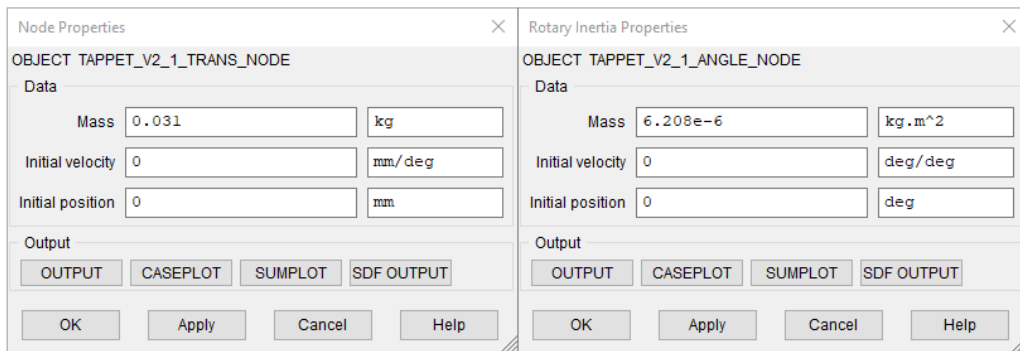 Node Properties
OBJECT TAPPET_V2_1_TRANS_NODE
Data
Mass 0.031 kg
Initial velocity 0 mm/deg
Initial position 0 mm
Output
OUTPUT CASEPLOT SUMPLOT SDF OUTPUT
OK Apply Cancel Help
Rotary Inertia Properties
OBJECT TAPPET_V2_1_ANGLE_NODE
Data
Mass 6.208e-6 kg.m^2
Initial velocity 0 deg/deg
Initial position 0 deg
Output
OUTPUT CASEPLOT SUMPLOT SDF OUTPUT
OK Apply Cancel Help